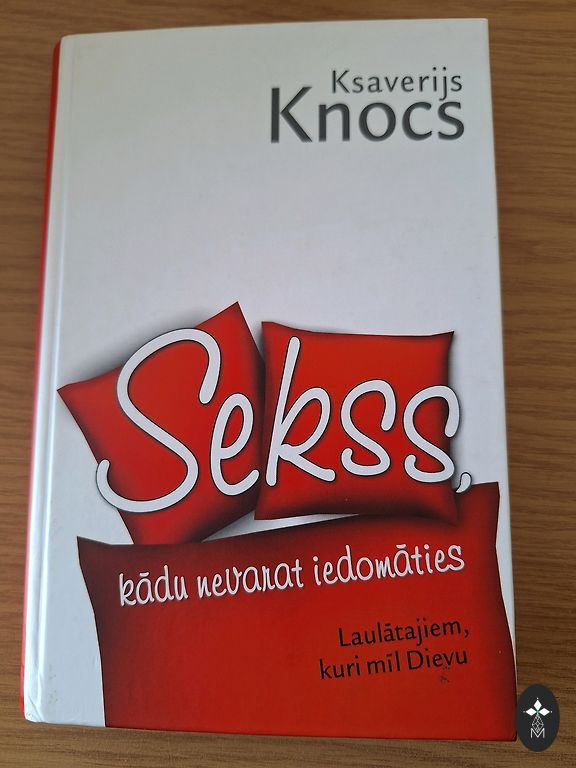 Ksaverijs
Knocs
Sekss,
kādu nevarat iedomāties
Laulātajiem,
kuri mīl Dievu
M